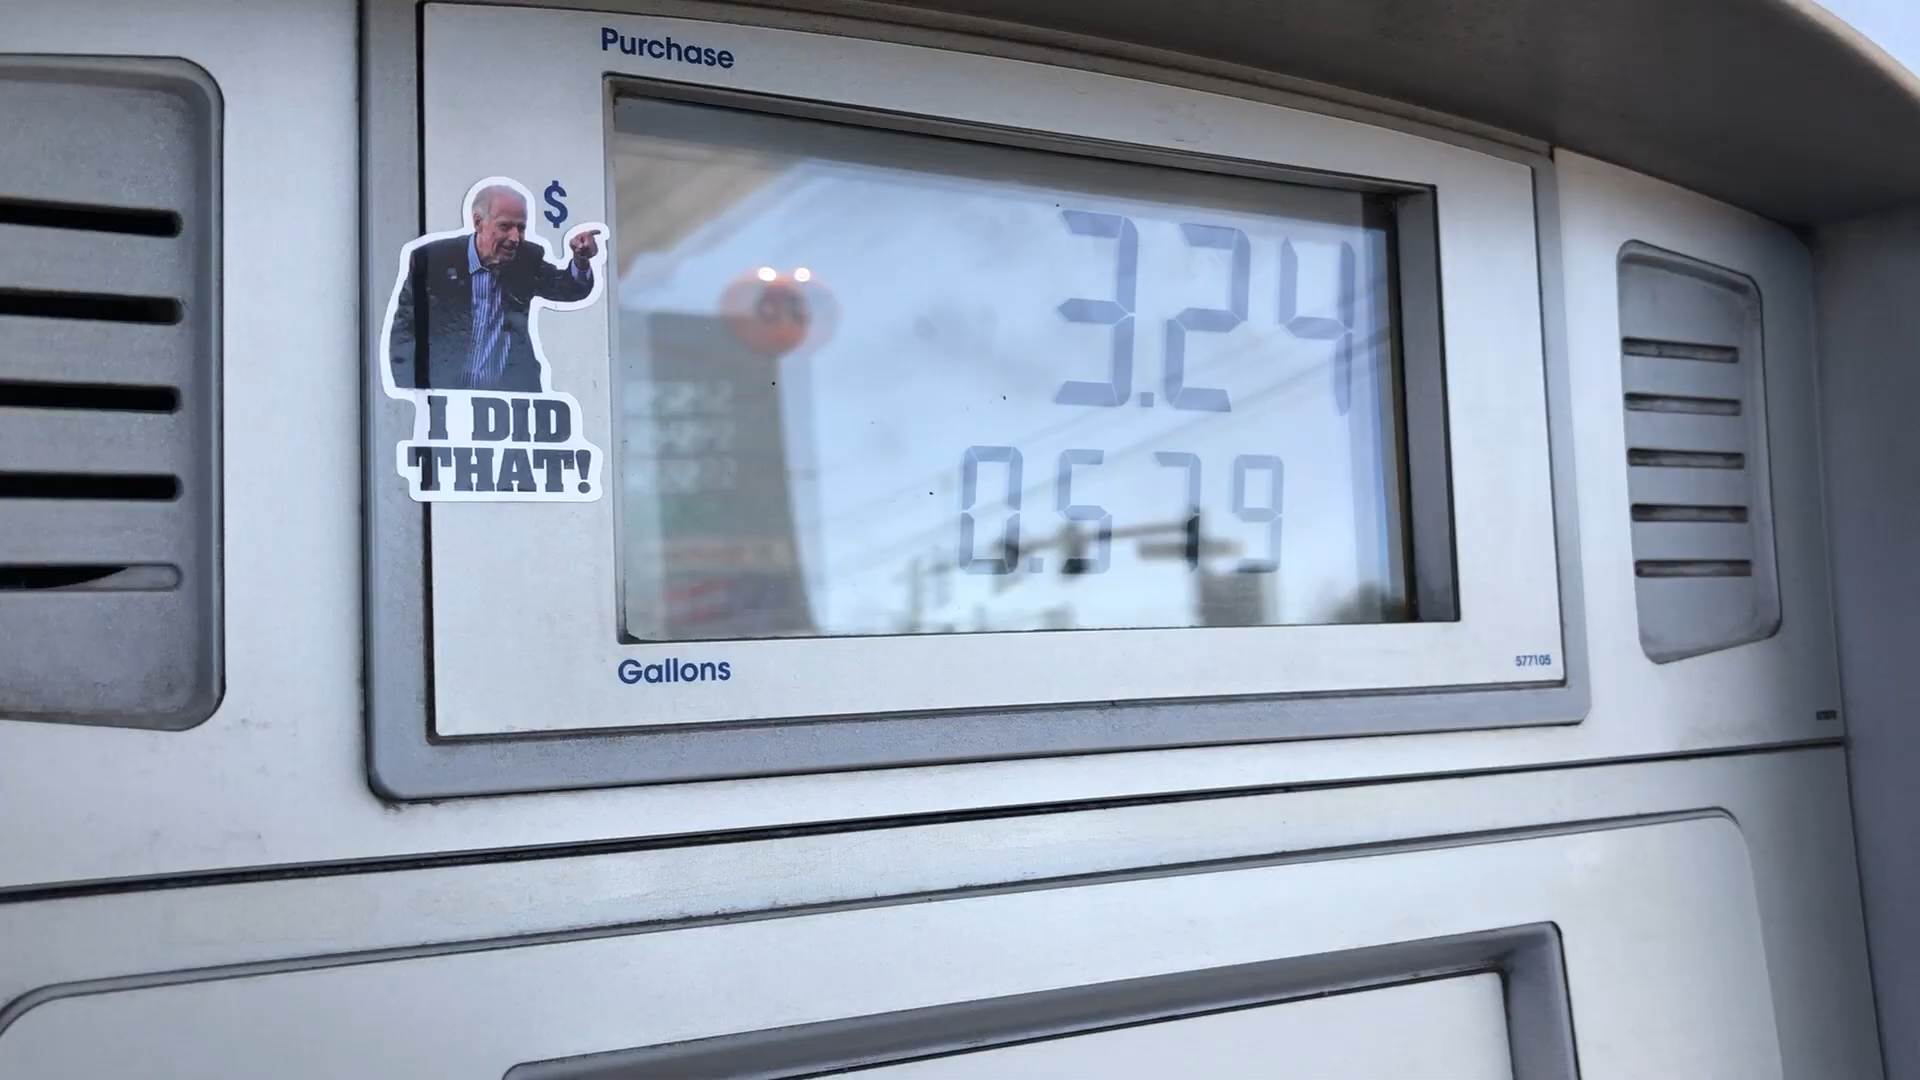 Purchase
$
I DID
THAT!
3.24
0.579
Gallons
577105